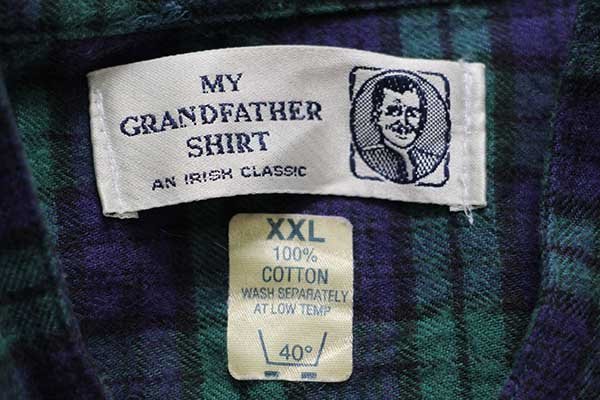 MY
GRANDFATHER
SHIRT
AN IRISH CLASSIC
XXL
100%
COTTON
WASH SEPARATELY
AT LOW TEMP
40°